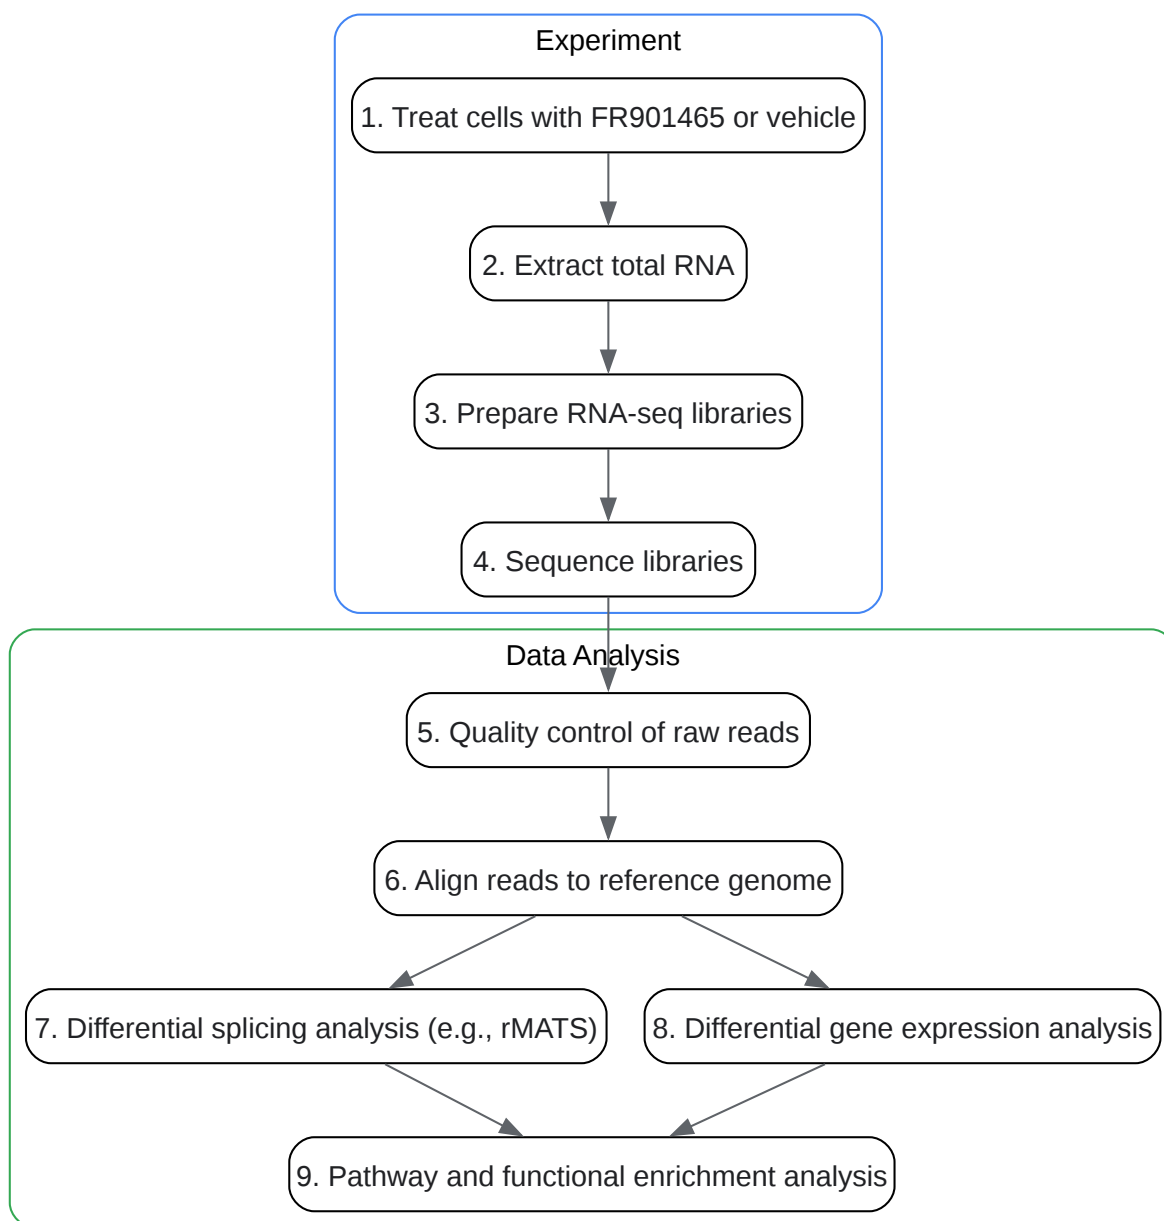 Experiment
1. Treat cells with FR901465 or vehicle
2. Extract total RNA
3. Prepare RNA-seq libraries
4. Sequence libraries
Data Analysis
5. Quality control of raw reads
6. Align reads to reference genome
7. Differential splicing analysis (e.g., rMATS)
8. Differential gene expression analysis
9. Pathway and functional enrichment analysis